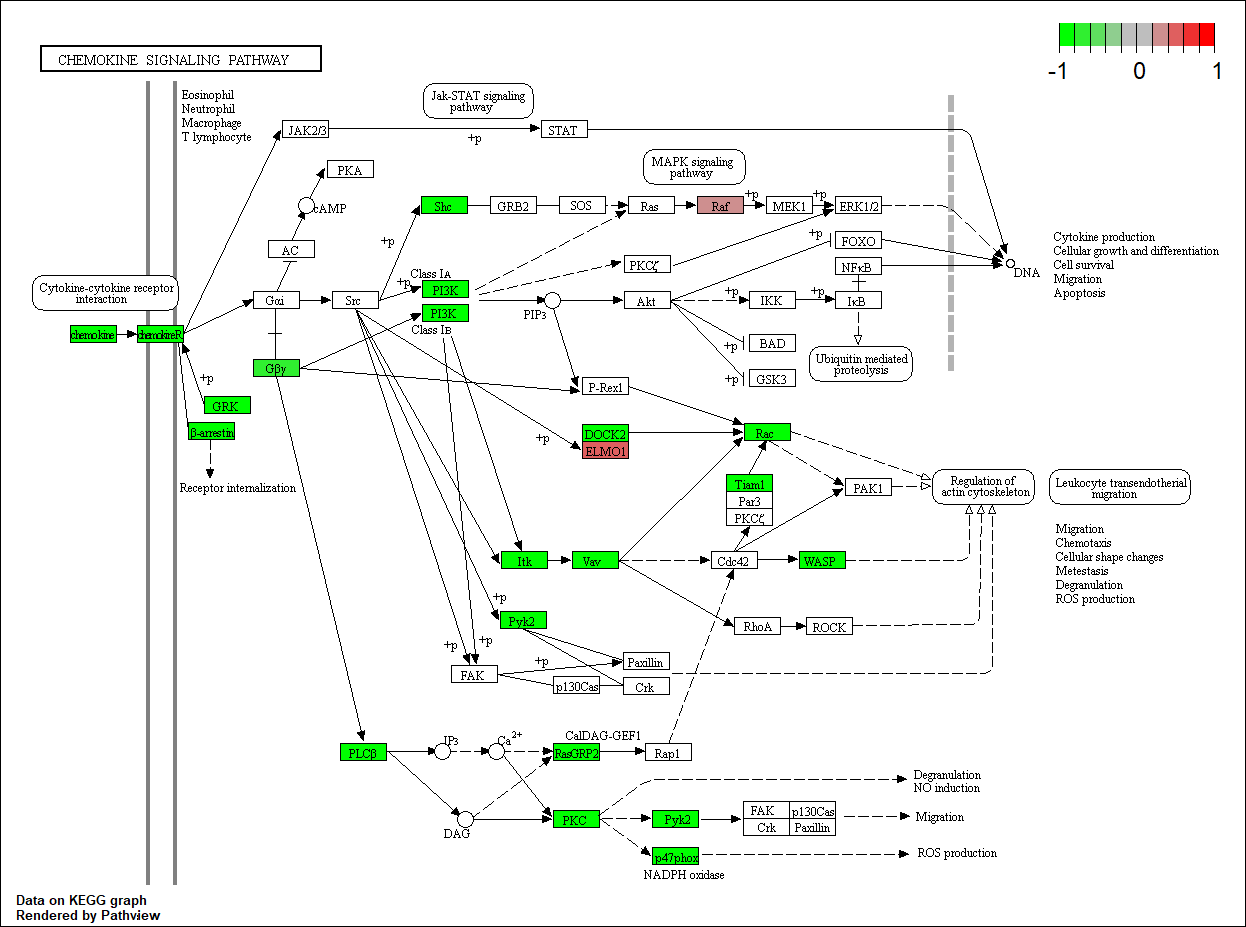 CHEMOKINE SIGNALING PATHWAY
-1 0 1
Eosinophil
Neutrophil
Macrophage
T lymphocyte
Jak-STAT signaling
pathway
JAK2/3
+p
STAT
PKA
MAPK signaling
pathway
cAMP
Shc
GRB2
SOS
Ras
Raf
+p
MEK1
+p
ERK1/2
+p
AC
+p
FOXO
Cytokine production
Cellular growth and differentiation
Cell survival
Migration
Apoptosis
DNA
NFκB
PKCζ
Class IA
+p
PI3K
PI3K
Class IB
Cytokine-cytokine receptor
interaction
Gαi
Src
PIP3
Akt
+p
IKK
+p
IκB
chemokine
chemokineR
+p
BAD
Ubiquitin mediated
proteolysis
Gβγ
+p
GSK3
+p
GRK
P-Rex1
β-arrestin
+p
DOCK2
ELMO1
Rac
Receptor internalization
Tiam1
Par3
PKCζ
PAK1
Regulation of
actin cytoskeleton
Leukocyte transendotherial
migration
Migration
Chemotaxis
Cellular shape changes
Metestasis
Degranulation
ROS production
Itk
Vav
Cdc42
WASP
+p
Pyk2
RhoA
ROCK
+p
+p
FAK
+p
Paxillin
p130Cas
Crk
CalDAG-GEF1
PLCβ
IP3
Ca2+
RasGRP2
Rap1
Degranulation
NO induction
DAG
PKC
Pyk2
FAK
p130Cas
Crk
Paxillin
Migration
p47phox
ROS production
NADPH oxidase
Data on KEGG graph
Rendered by Pathview